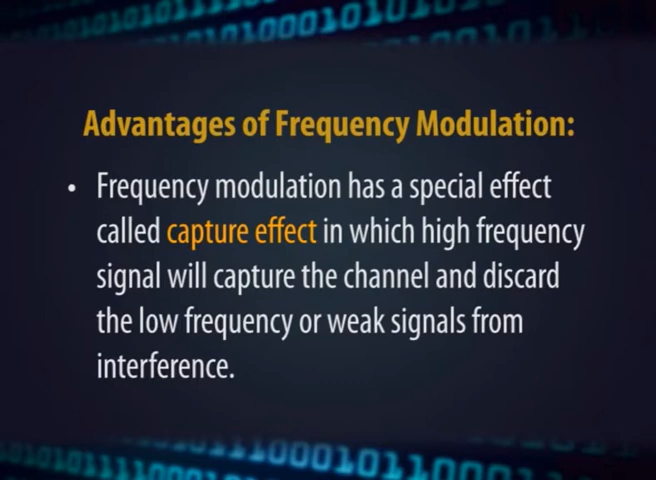 Advantages of Frequency Modulation:
• Frequency modulation has a special effect
called capture effect in which high frequency
signal will capture the channel and discard
the low frequency or weak signals from
interference.